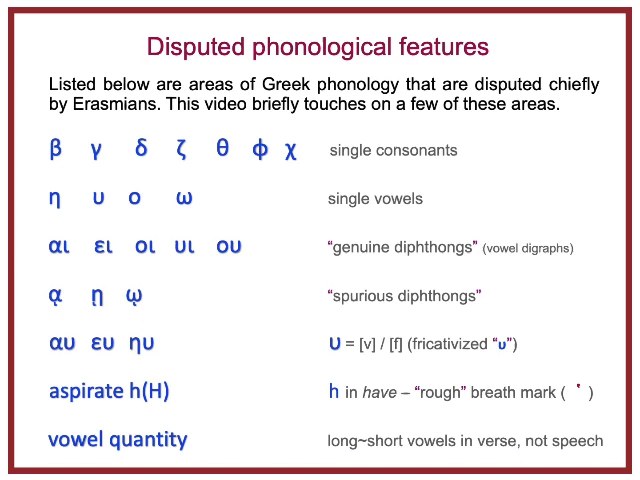 Disputed phonological features
Listed below are areas of Greek phonology that are disputed chiefly
by Erasmians. This video briefly touches on a few of these areas.
β γ δ ζ θ φ χ single consonants
η υ ο ω single vowels
αι ει οι υι ου “genuine diphthongs” (vowel digraphs)
ᾳ ῃ ῳ “spurious diphthongs”
αυ ευ ηυ υ = [v] / [f] (fricativized “υ”)
aspirate h(H) h in have – “rough” breath mark ( ῾ )
vowel quantity long~short vowels in verse, not speech